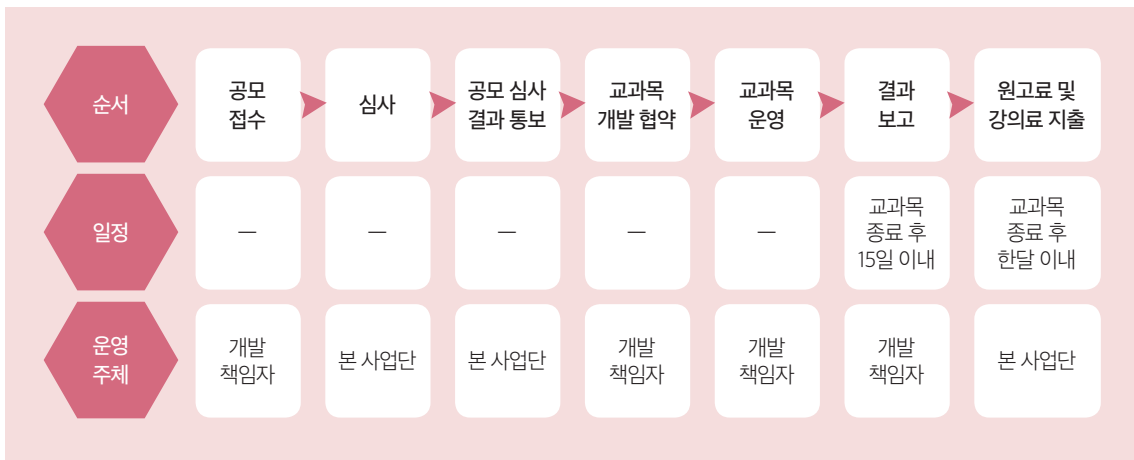 순서
공모
접수
심사
공모 심사
결과 통보
교과목
개발 협약
교과목
운영
결과
보고
원고료 및
강의료 지출
일정
—
—
—
—
—
교과목
종료 후
15일 이내
교과목
종료 후
한달 이내
운영
주체
개발
책임자
본 사업단
본 사업단
개발
책임자
개발
책임자
개발
책임자
본 사업단